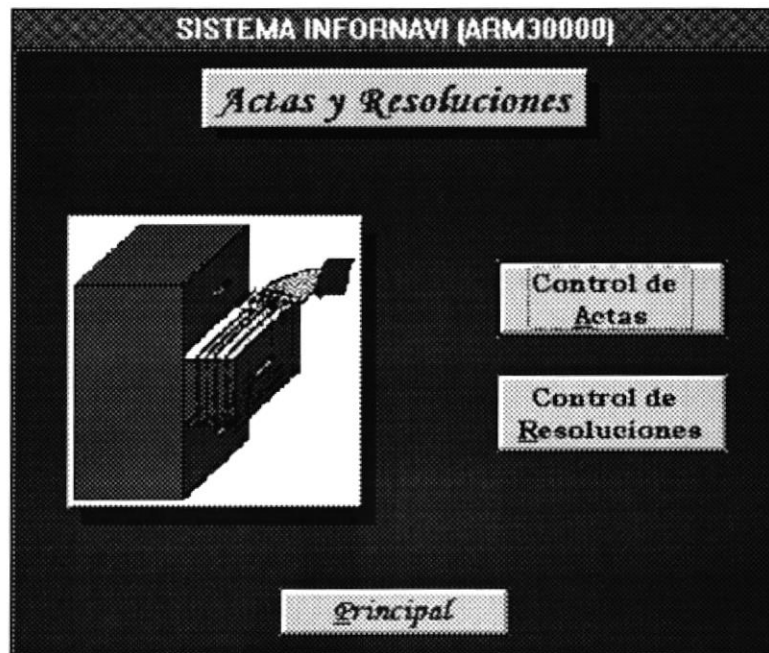 SISTEMA INFORNAVI (ARM30000)
Actas y Resoluciones
Control de
Actas
Control de
Resoluciones
Principal